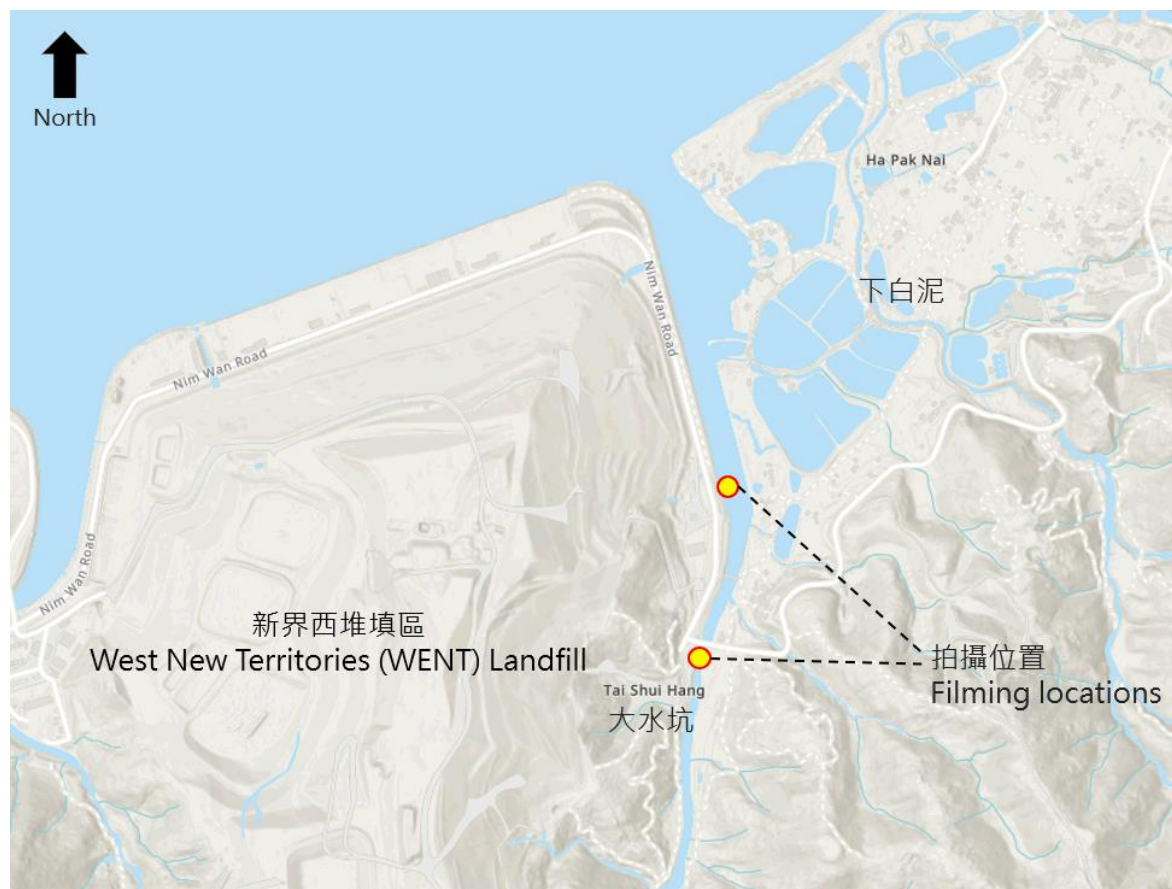 North
Ha Pak Nai
下白泥
Nim Wan Road
Nim Wan Road
Nim Wan Road
新界西堆填區
West New Territories (WENT) Landfill
拍攝位置
Filming locations
Tai Shui Hang
大水坑